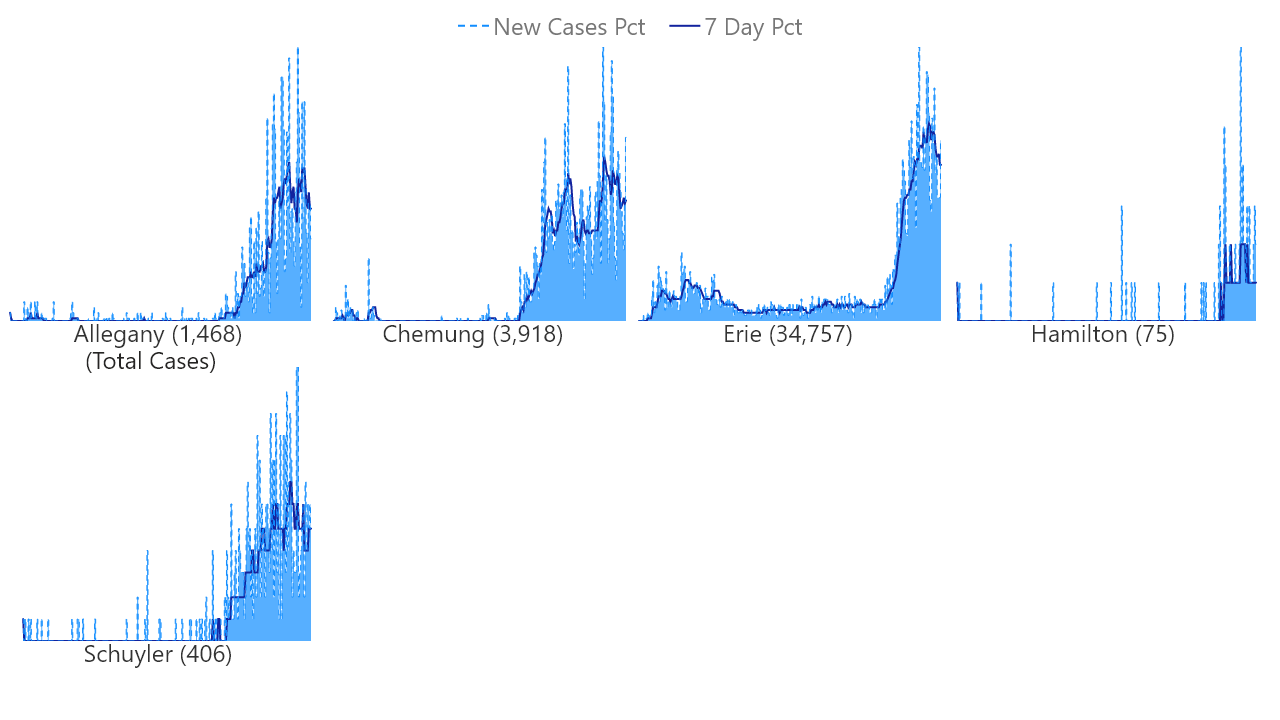 New Cases Pct 7 Day Pct
Allegany (1,468)
(Total Cases)
Chemung (3,918)
Erie (34,757)
Hamilton (75)
Schuyler (406)